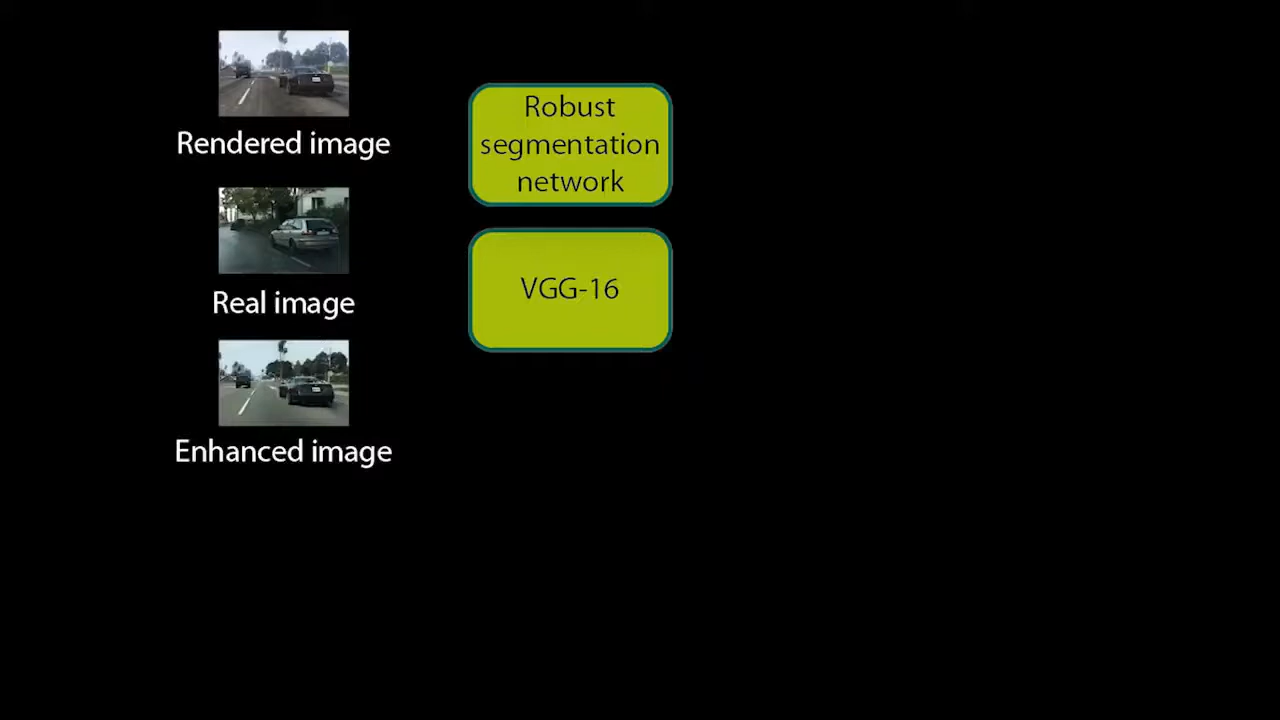 Rendered image
Real image
Enhanced image
Robust
segmentation
network
VGG-16